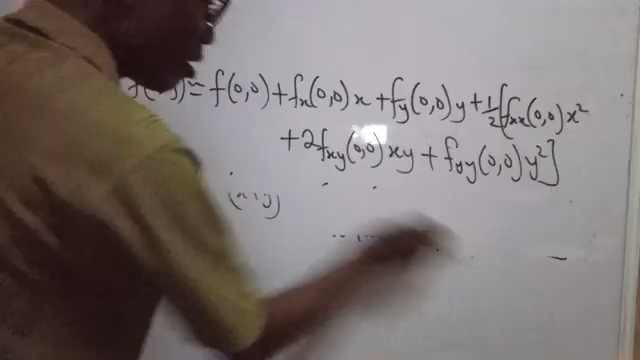 = f(0,0) + fx(0,0)x + fy(0,0)y + 1/2[fxx(0,0)x²
+ 2fxy(0,0)xy + fyy(0,0)y²]